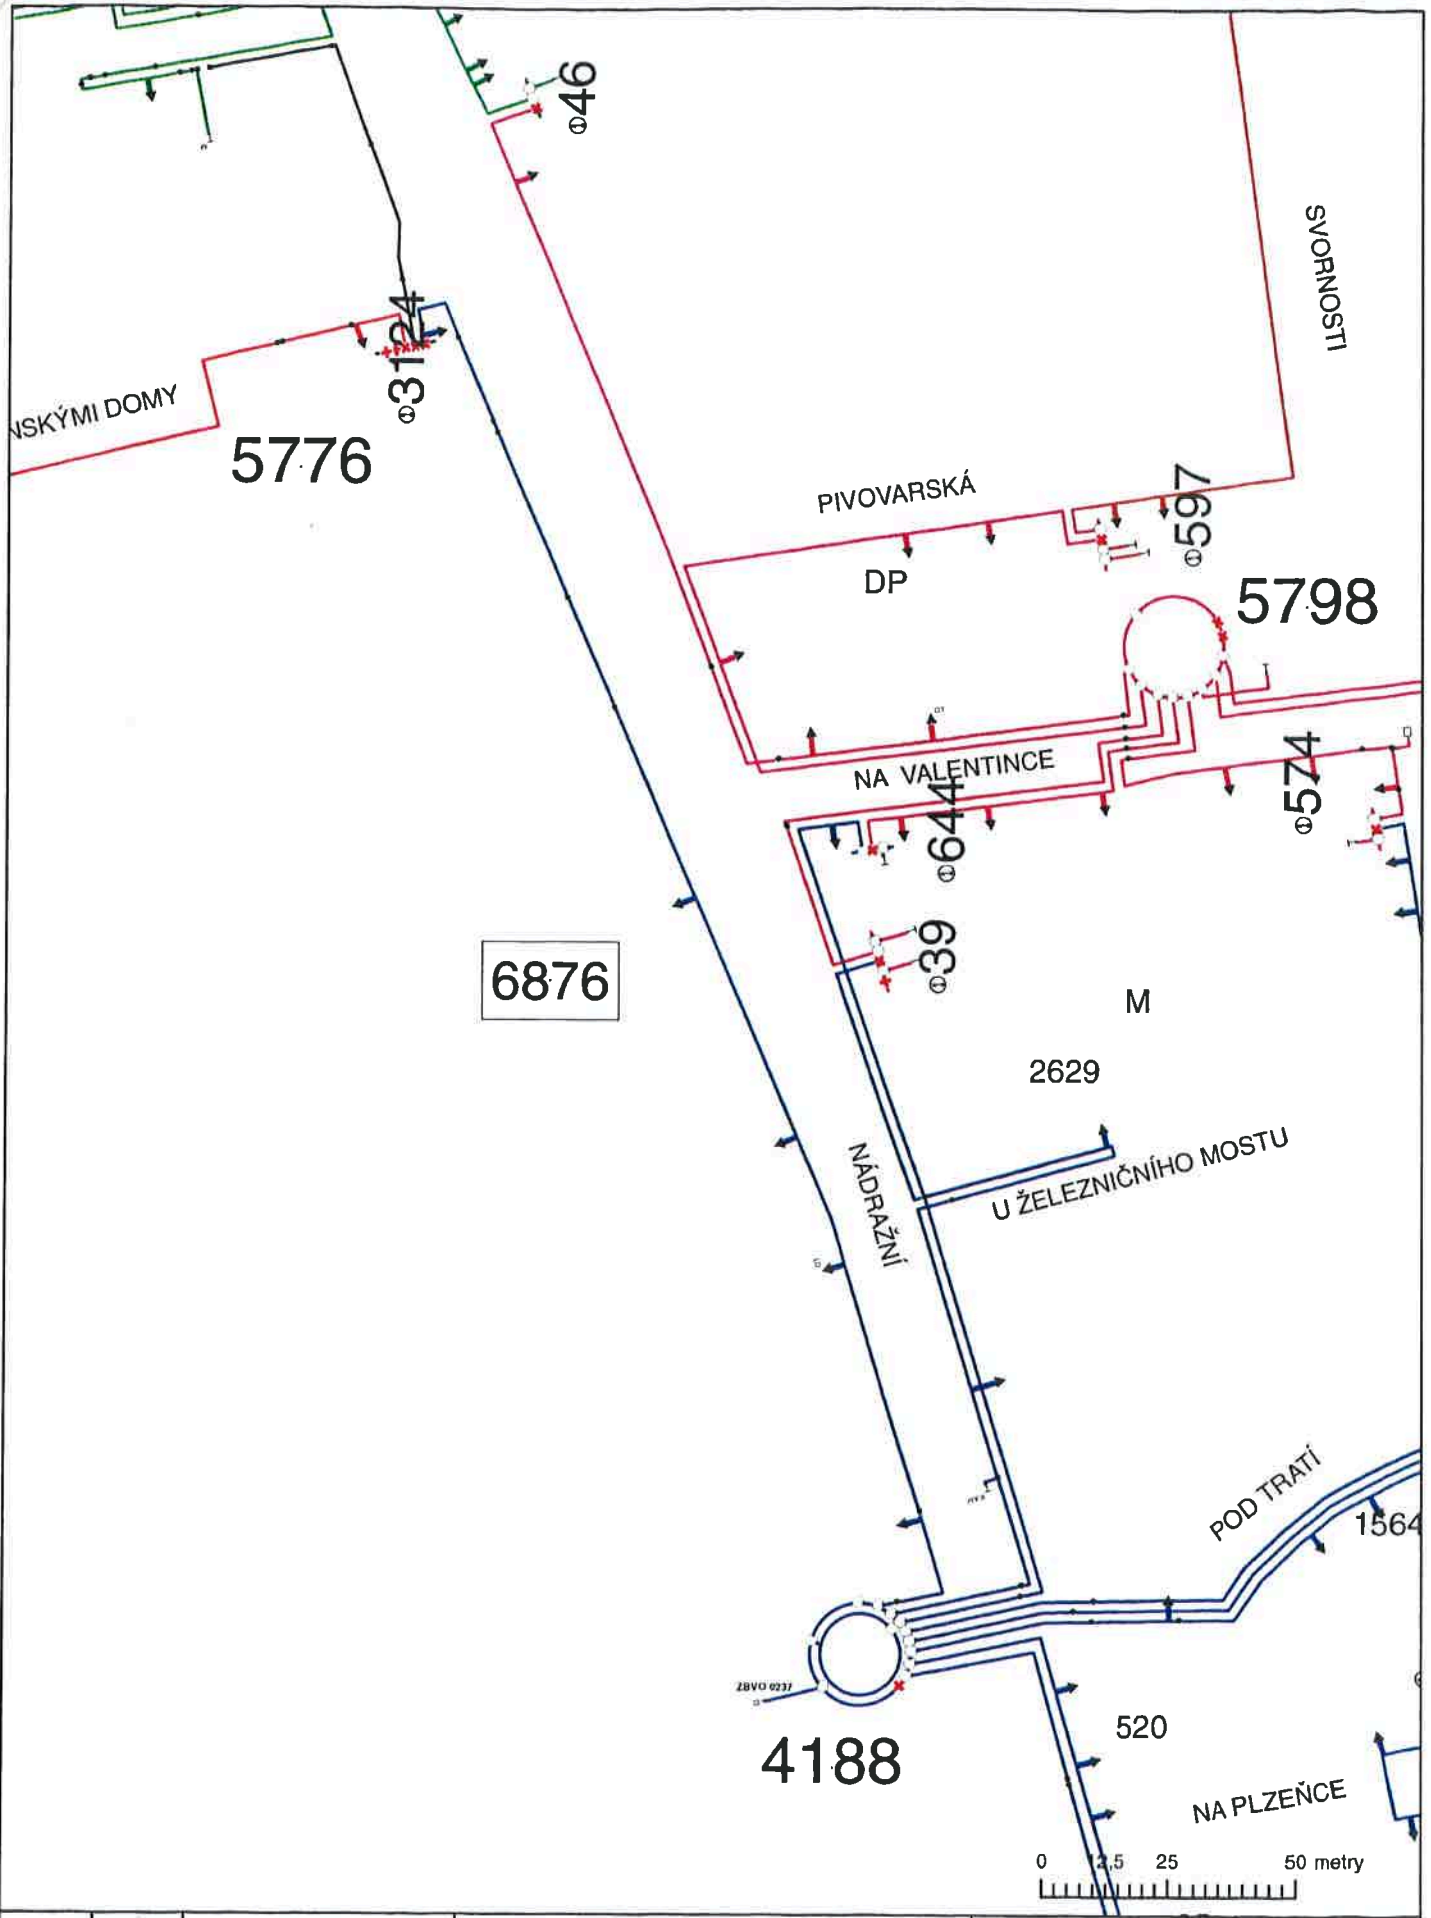 46
SVORNOSTI
3124
NSKÝMI DOMY
5776
PIVOVARSKÁ
597
DP
5798
NA VALENTINCE
574
644
39
6876
M
2629
NÁDRAŽNÍ
U ŽELEZNIČNÍHO MOSTU
POD TRATÍ
1564
ZBVO 0237
4188
520
NA PLZEŇCE
0 12,5 25 50 metry